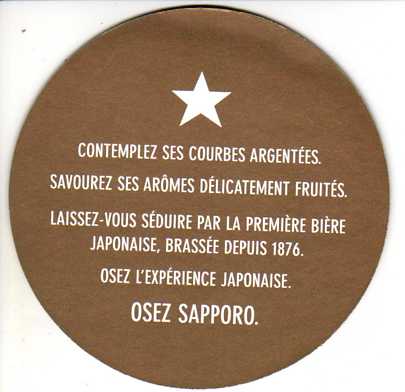 CONTEMPLEZ SES COURBES ARGENTÉES.
SAVOUREZ SES ARÔMES DÉLICATEMENT FRUITÉS.
LAISSEZ-VOUS SÉDUIRE PAR LA PREMIÈRE BIÈRE
JAPONAISE, BRASSÉE DEPUIS 1876.
OSEZ L'EXPÉRIENCE JAPONAISE.
OSEZ SAPPORO.